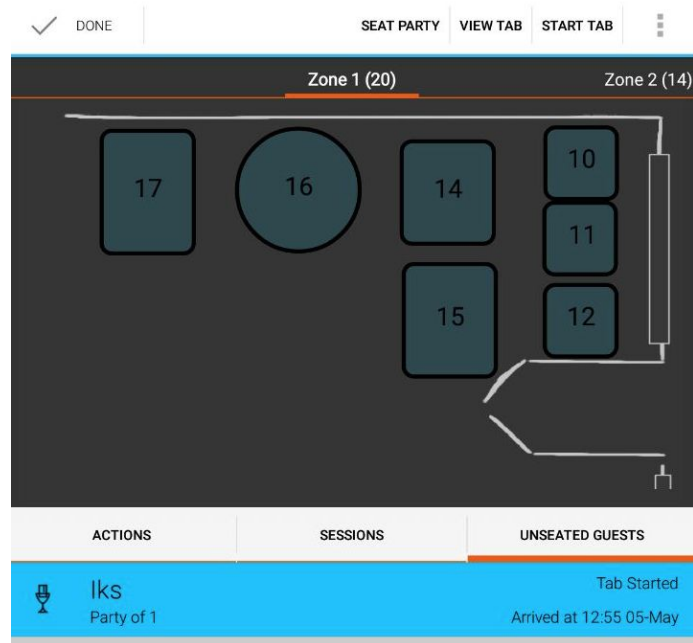 DONE SEAT PARTY VIEW TAB START TAB
Zone 1 (20) Zone 2 (14)
17 16 14 10
11
15 12
ACTIONS SESSIONS UNSEATED GUESTS
Iks Tab Started
Party of 1 Arrived at 12:55 05-May